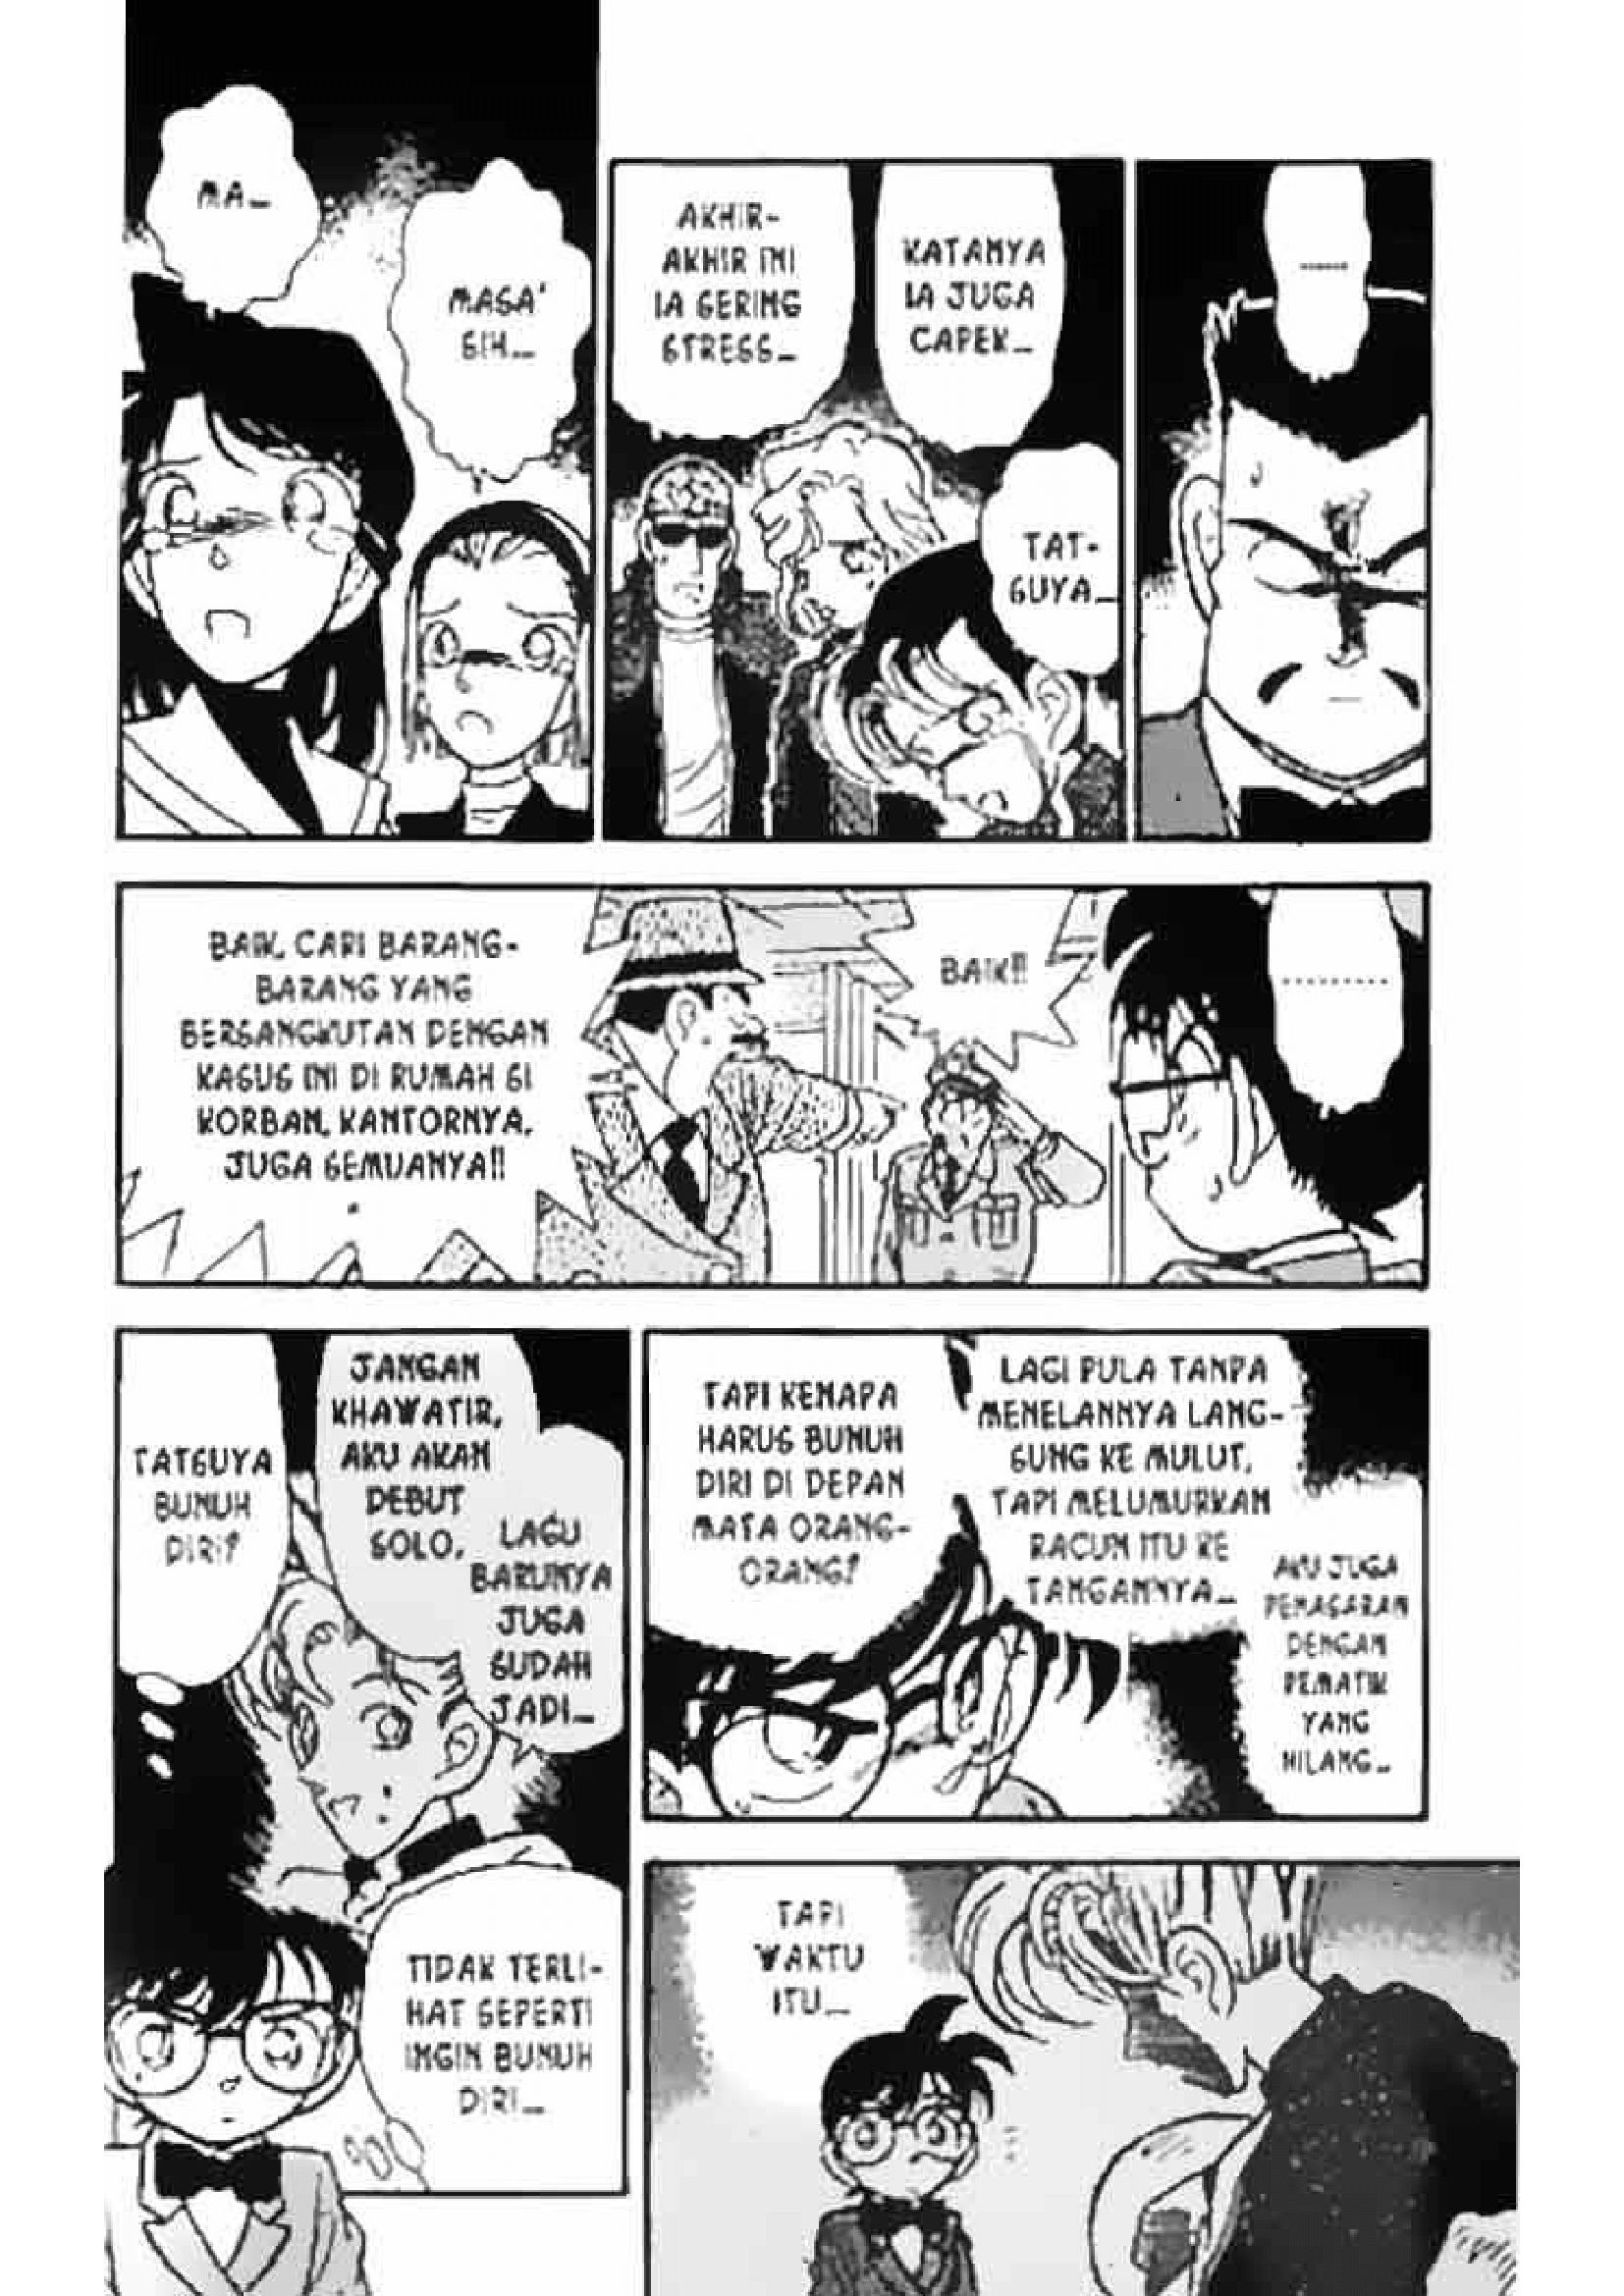 MA...
MASA'
SIH...
AKHIR-
AKHIR INI
IA SERING
STRESS...
KATANYA
IA JUGA
CAPEK...
TAT-
SUYA...
......
BAIK, CARI BARANG-
BARANG YANG
BERSANGKUTAN DENGAN
KASUS INI DI RUMAH SI
KORBAN, KANTORNYA,
JUGA SEMUANYA!!
BAIK!!
.........
TATSUYA
BUNUH
DIRI?
JANGAN
KHAWATIR,
AKU AKAN
DEBUT
SOLO.
LAGU
BARUNYA
JUGA
SUDAH
JADI...
TIDAK TERLI-
HAT SEPERTI
INGIN BUNUH
DIRI...
TAPI KENAPA
HARUS BUNUH
DIRI DI DEPAN
MATA ORANG-
ORANG?
LAGI PULA TANPA
MENELANNYA LANG-
SUNG KE MULUT,
TAPI MELUMURKAN
RACUN ITU KE
TANGANNYA...
AKU JUGA
PENASARAN
DENGAN
PEMATIK
YANG
HILANG...
TAPI
WAKTU
ITU...